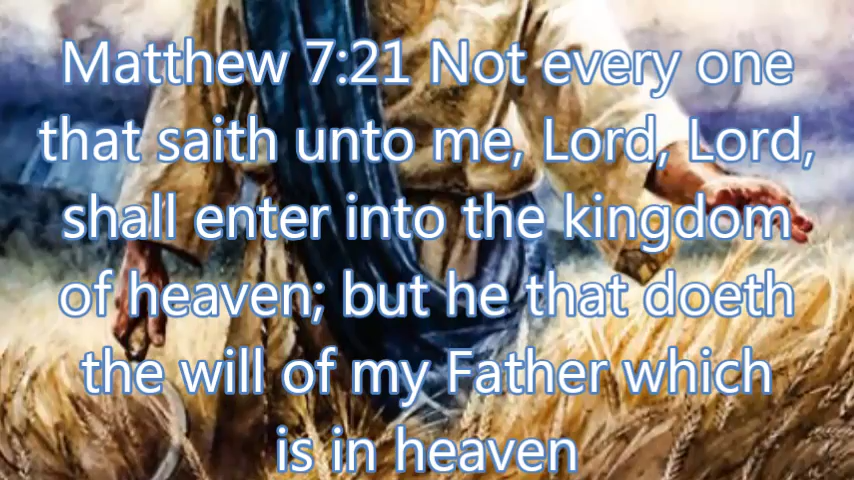 Matthew 7:21 Not every one
that saith unto me, Lord, Lord,
shall enter into the kingdom
of heaven; but he that doeth
the will of my Father which
is in heaven